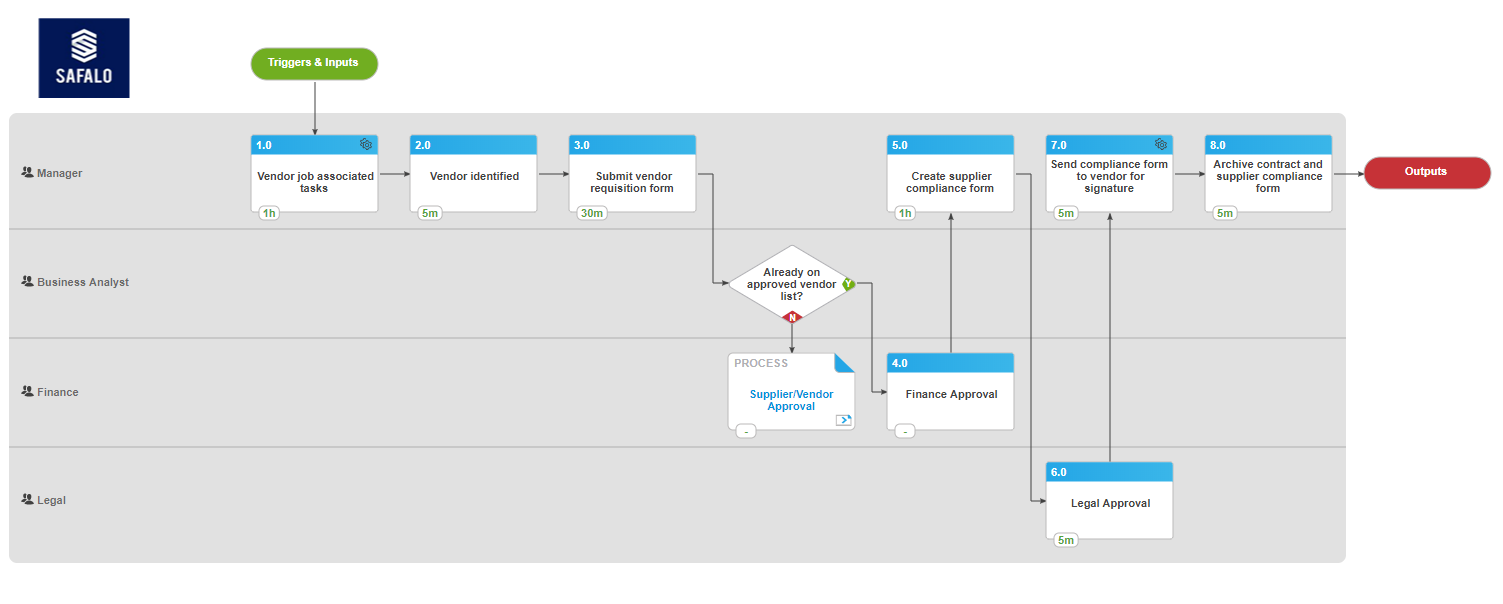 SAFALO
Triggers & Inputs
Manager
1.0
Vendor job associated
tasks
1h
2.0
Vendor identified
5m
3.0
Submit vendor
requisition form
30m
5.0
Create supplier
compliance form
1h
7.0
Send compliance form
to vendor for
signature
5m
8.0
Archive contract and
supplier compliance
form
5m
Outputs
Business Analyst
Already on
approved vendor
list?
Y
N
Finance
PROCESS
Supplier/Vendor
Approval
-
4.0
Finance Approval
-
Legal
6.0
Legal Approval
5m